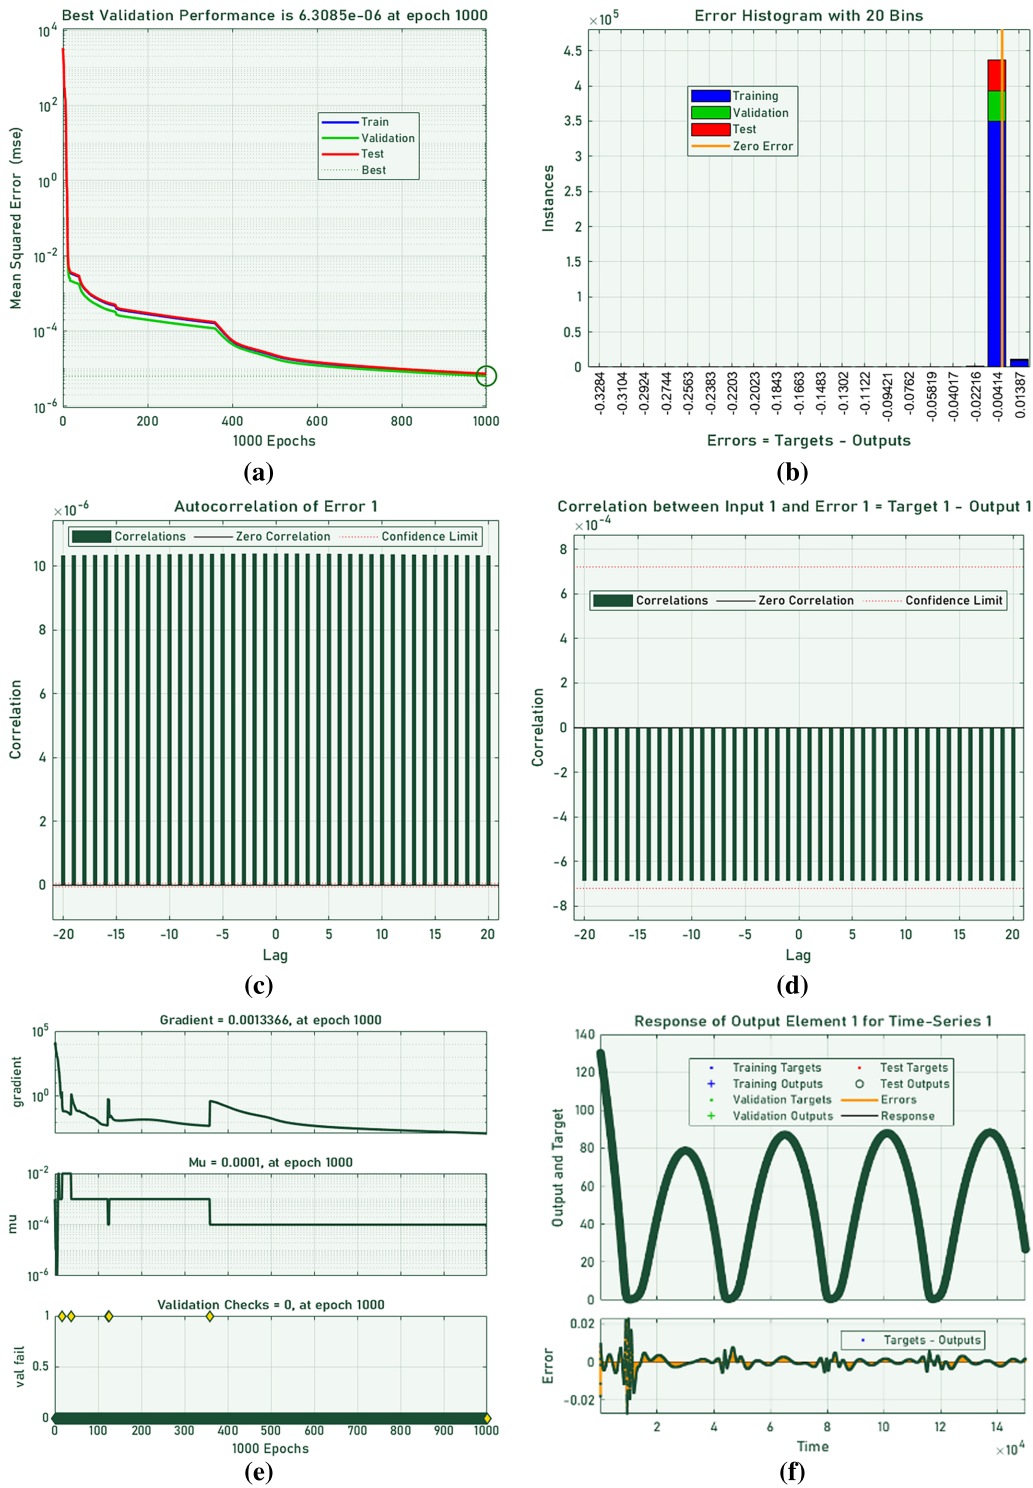 Best Validation Performance is 6.3085e-06 at epoch 1000
10^4
10^2
10^0
10^-2
10^-4
10^-6
Mean Squared Error (mse)
Train
Validation
Test
Best
0 200 400 600 800 1000
1000 Epochs
(a)
Error Histogram with 20 Bins
×10^5
4.5
4
3.5
3
2.5
2
1.5
1
0.5
0
Instances
Training
Validation
Test
Zero Error
-0.3284
-0.3104
-0.2924
-0.2744
-0.2563
-0.2383
-0.2203
-0.2023
-0.1843
-0.1663
-0.1483
-0.1302
-0.1122
-0.09421
-0.07620
-0.05819
-0.04017
-0.02216
-0.00414
0.01387
Errors = Targets - Outputs
(b)
Autocorrelation of Error 1
×10^-6
Correlations Zero Correlation Confidence Limit
10
8
6
4
2
0
Correlation
-20 -15 -10 -5 0 5 10 15 20
Lag
(c)
Correlation between Input 1 and Error 1 = Target 1 - Output 1
×10^-4
8
6
Correlations Zero Correlation Confidence Limit
4
2
0
-2
-4
-6
-8
Correlation
-20 -15 -10 -5 0 5 10 15 20
Lag
(d)
Gradient = 0.0013366, at epoch 1000
10^5
10^0
gradient
Mu = 0.0001, at epoch 1000
10^-2
10^-4
10^-6
mu
Validation Checks = 0, at epoch 1000
1
0.5
0
val fail
0 100 200 300 400 500 600 700 800 900 1000
1000 Epochs
(e)
Response of Output Element 1 for Time-Series 1
140
120
100
80
60
40
20
0
Output and Target
Training Targets
Training Outputs
Validation Targets
Validation Outputs
Test Targets
Test Outputs
Errors
Response
0.02
0
-0.02
Error
Targets - Outputs
2 4 6 8 10 12 14
Time
×10^4
(f)